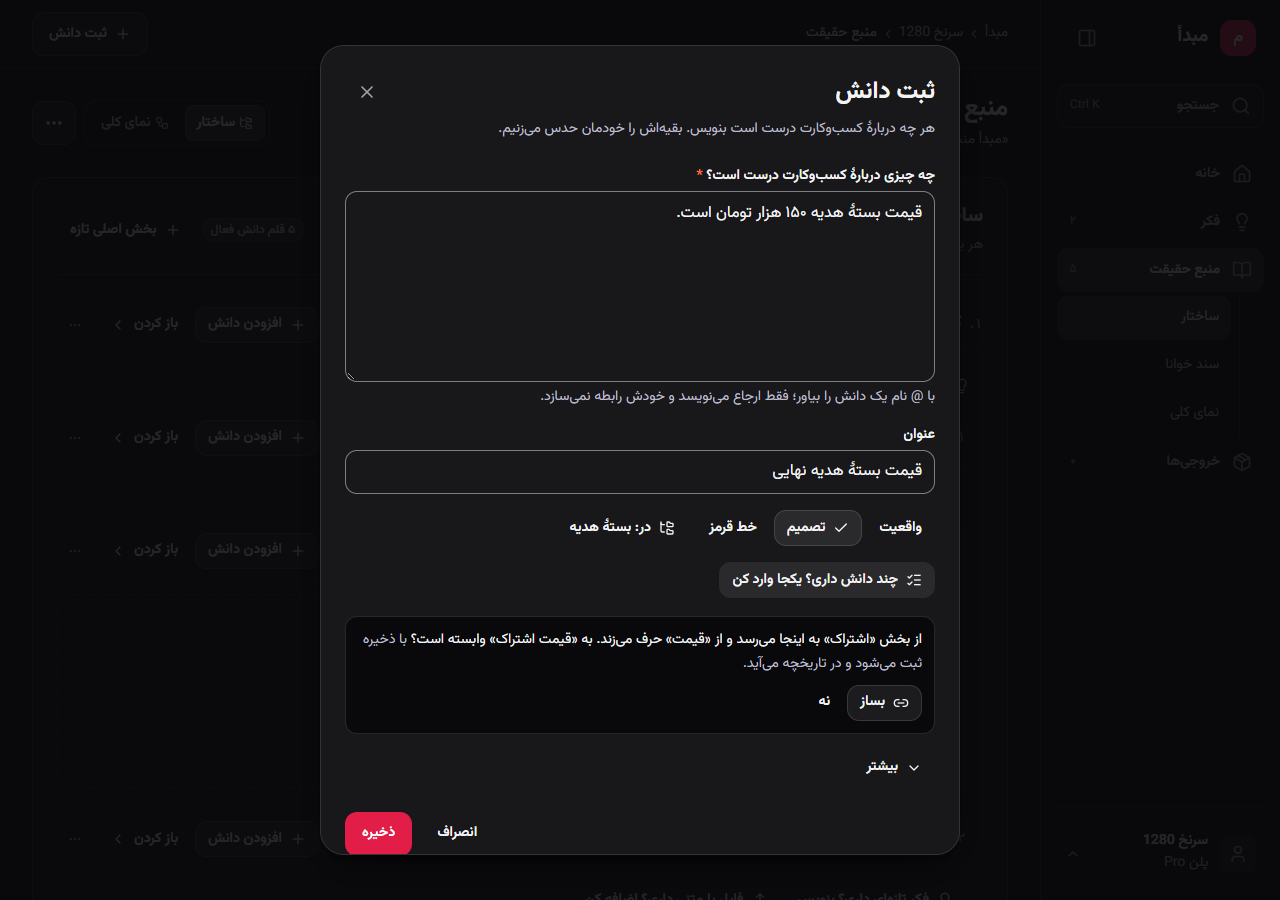 مبدأ
م
جستجو
Ctrl K
خانه
فکر
۲
منبع حقیقت
۵
ساختار
سند خوانا
نمای کلی
خروجی‌ها
۰
سرنخ 1280
پلن Pro
مبدأ › سرنخ 1280 › منبع حقیقت
ثبت دانش
منبع
ساختار
نمای کلی
۵ قلم دانش فعال
بخش اصلی تازه
افزودن دانش
باز کردن
افزودن دانش
باز کردن
افزودن دانش
باز کردن
افزودن دانش
باز کردن
ثبت دانش
هر چه دربارهٔ کسب‌وکارت درست است بنویس. بقیه‌اش را خودمان حدس می‌زنیم.
چه چیزی دربارهٔ کسب‌وکارت درست است؟ *
قیمت بستهٔ هدیه ۱۵۰ هزار تومان است.
با @ نام یک دانش را بیاور؛ فقط ارجاع می‌نویسد و خودش رابطه نمی‌سازد.
عنوان
قیمت بستهٔ هدیه نهایی
واقعیت
تصمیم
خط قرمز
در: بستهٔ هدیه
چند دانش داری؟ یکجا وارد کن
از بخش «اشتراک» به اینجا می‌رسد و از «قیمت» حرف می‌زند. به «قیمت اشتراک» وابسته است؟ با ذخیره
ثبت می‌شود و در تاریخچه می‌آید.
بساز
نه
بیشتر
انصراف
ذخیره